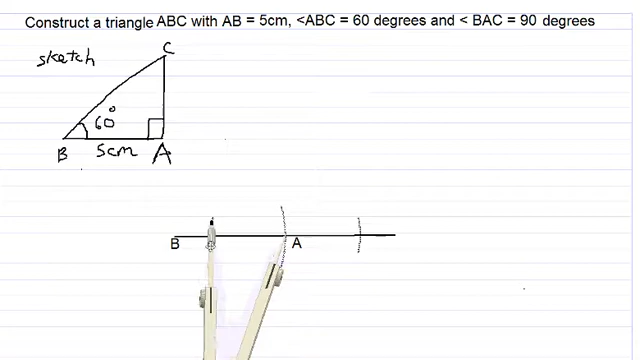 Construct a triangle ABC with AB = 5cm, <ABC = 60 degrees and < BAC = 90 degrees
sketch
C
60°
B 5cm A
B A